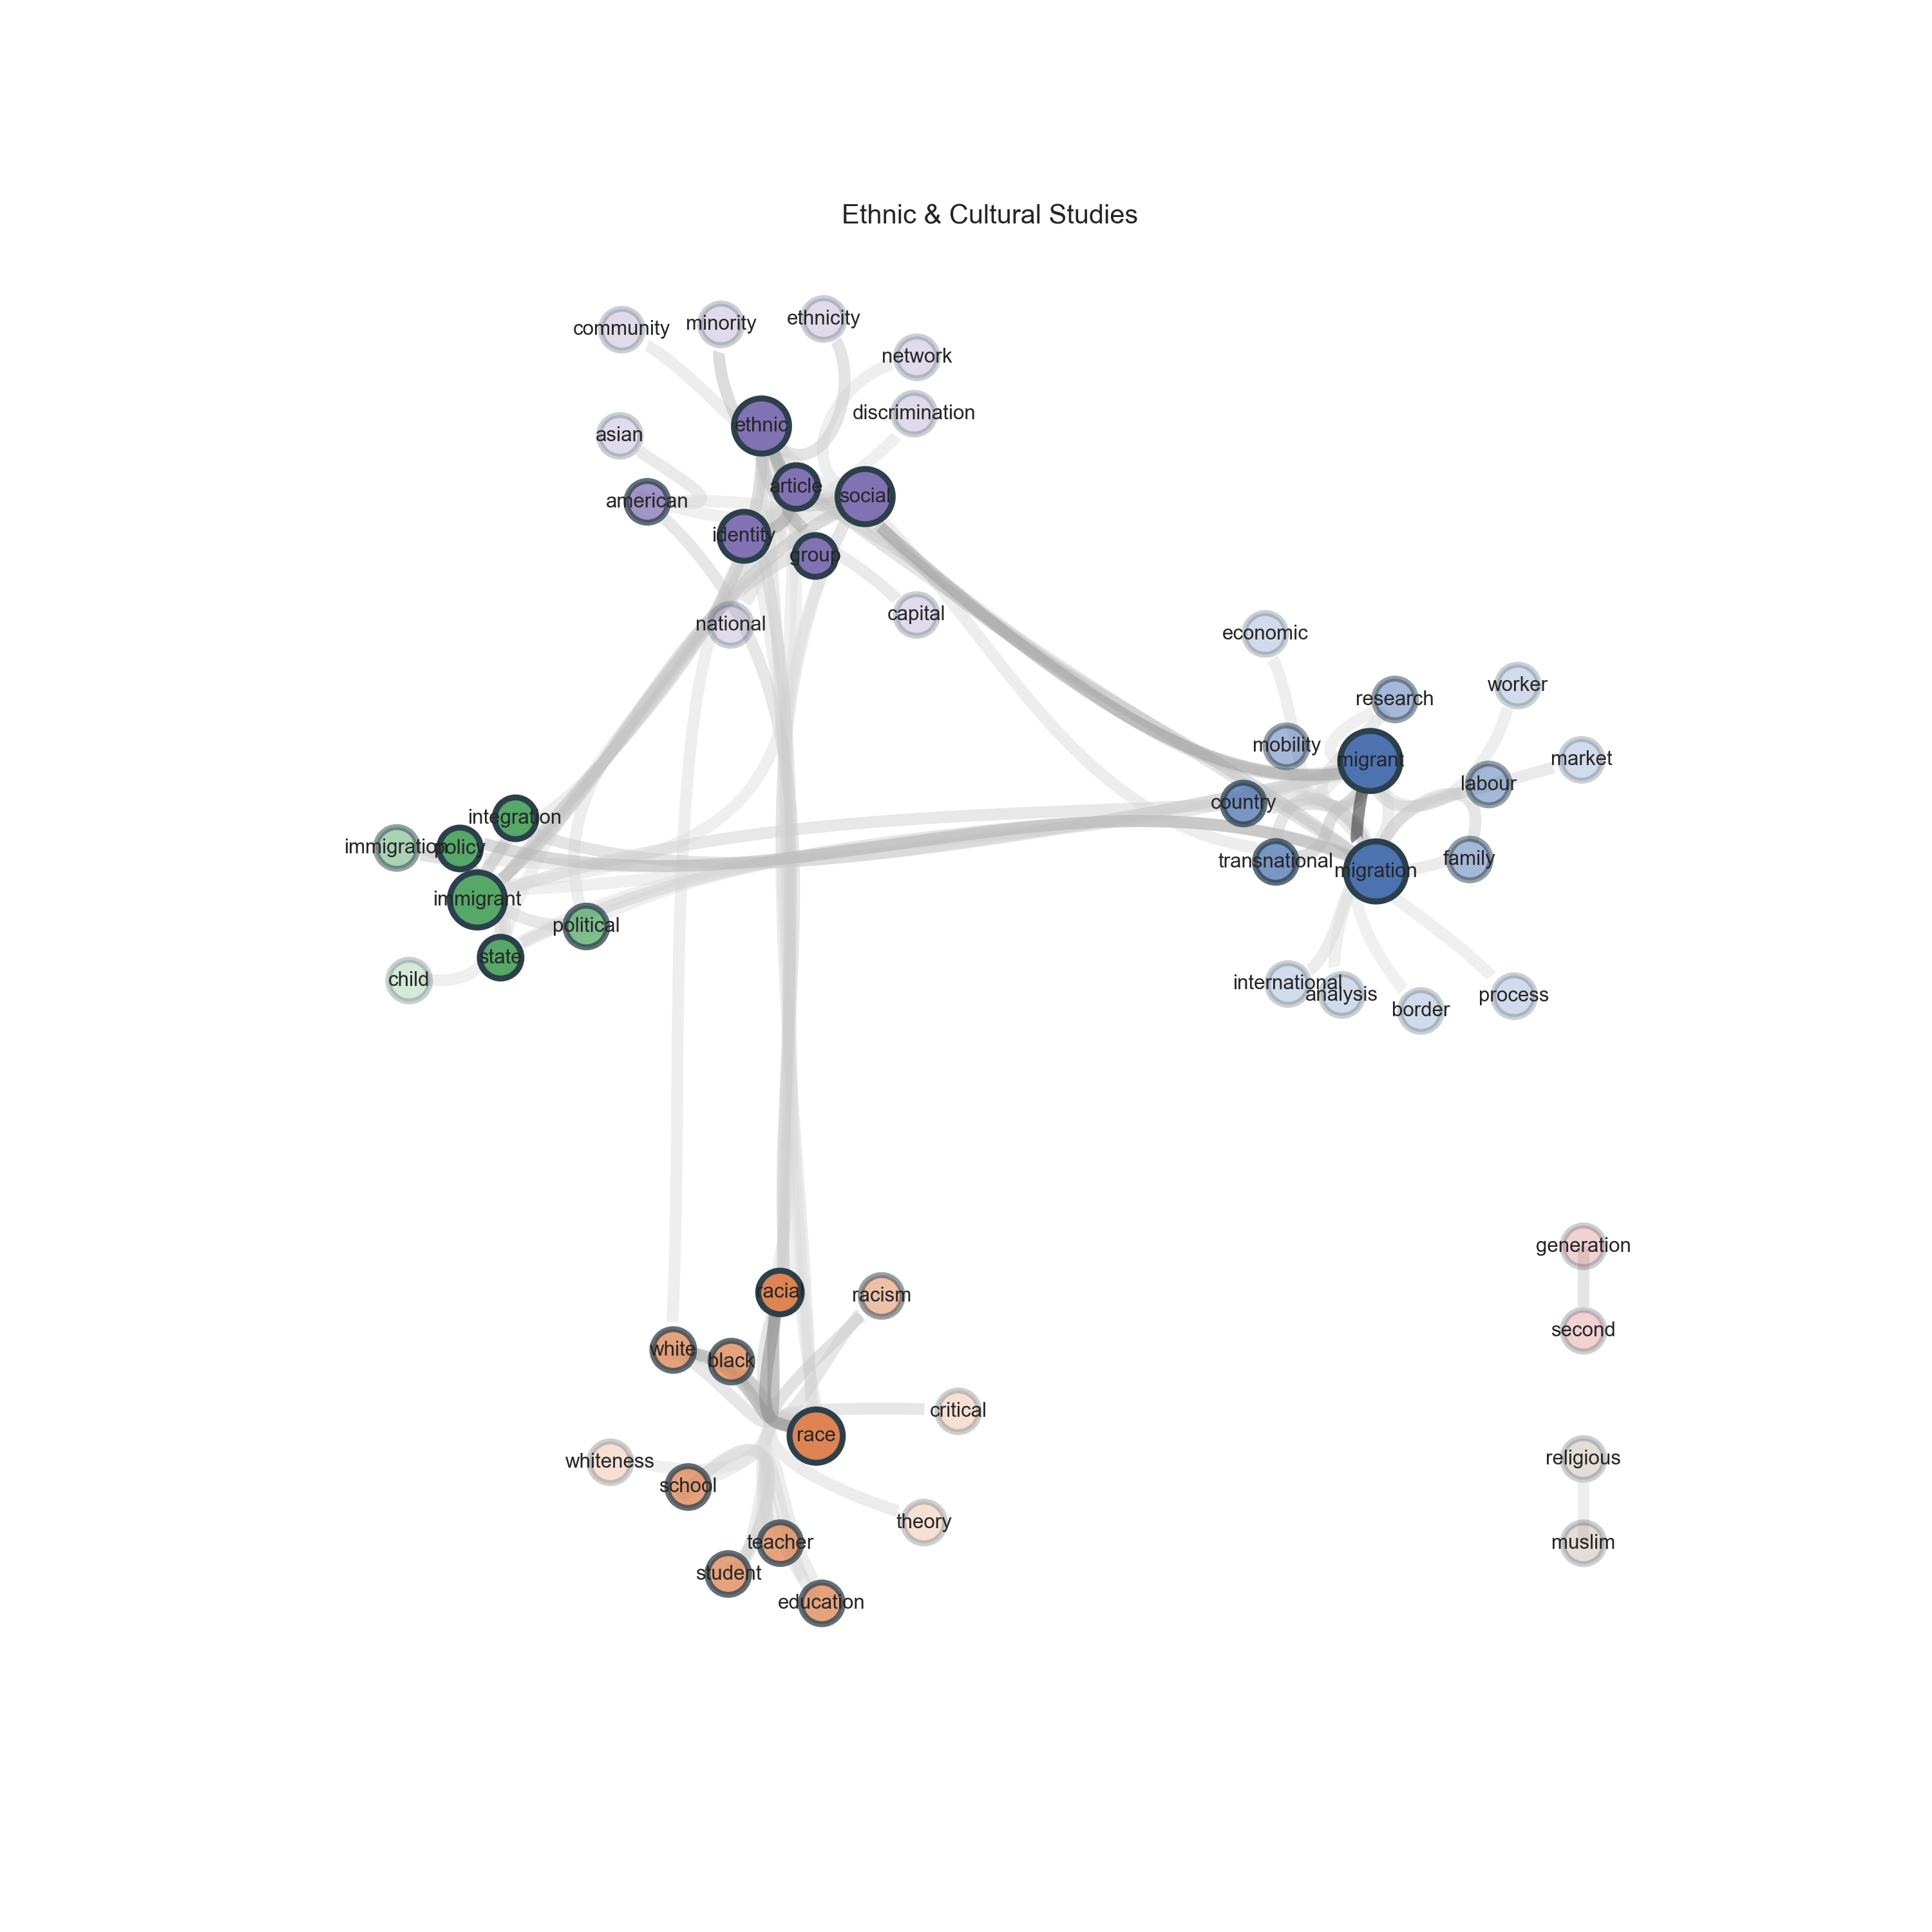 Ethnic & Cultural Studies
community
minority
ethnicity
network
discrimination
ethnic
asian
american
article
social
identity
group
national
capital
economic
research
worker
mobility
migrant
market
labour
country
integration
immigration
policy
transnational
family
migration
immigrant
political
state
child
international
analysis
border
process
generation
second
racial
racism
white
black
critical
race
whiteness
school
religious
theory
teacher
muslim
student
education